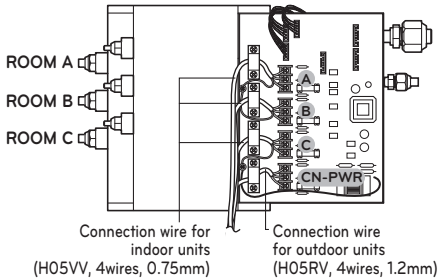 ROOM A
ROOM B
ROOM C
A
B
C
CN-PWR
Connection wire for
indoor units
(H05VV, 4wires, 0.75mm)
Connection wire
for outdoor units
(H05RV, 4wires, 1.2mm)